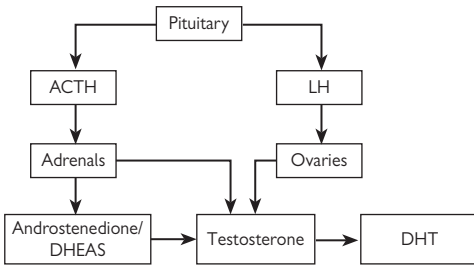 Pituitary
ACTH
LH
Adrenals
Ovaries
Androstenedione/
DHEAS
Testosterone
DHT